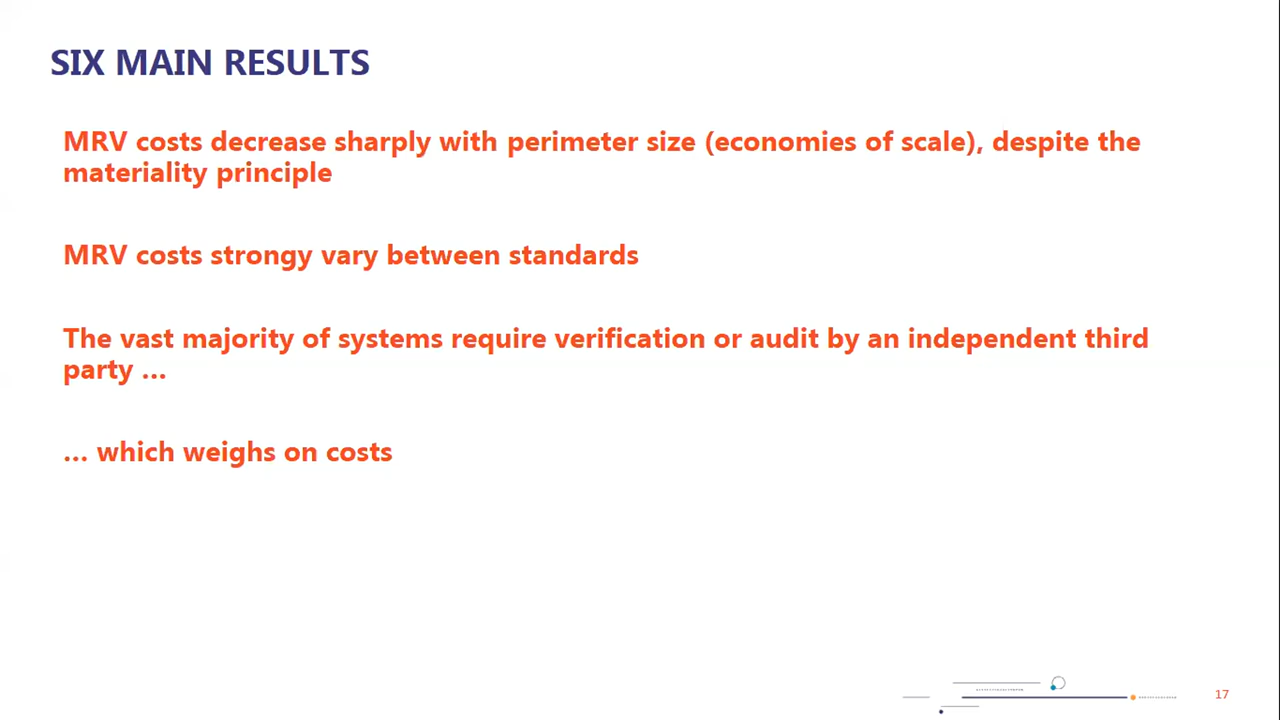 SIX MAIN RESULTS
MRV costs decrease sharply with perimeter size (economies of scale), despite the
materiality principle
MRV costs strongy vary between standards
The vast majority of systems require verification or audit by an independent third
party ...
... which weighs on costs
17